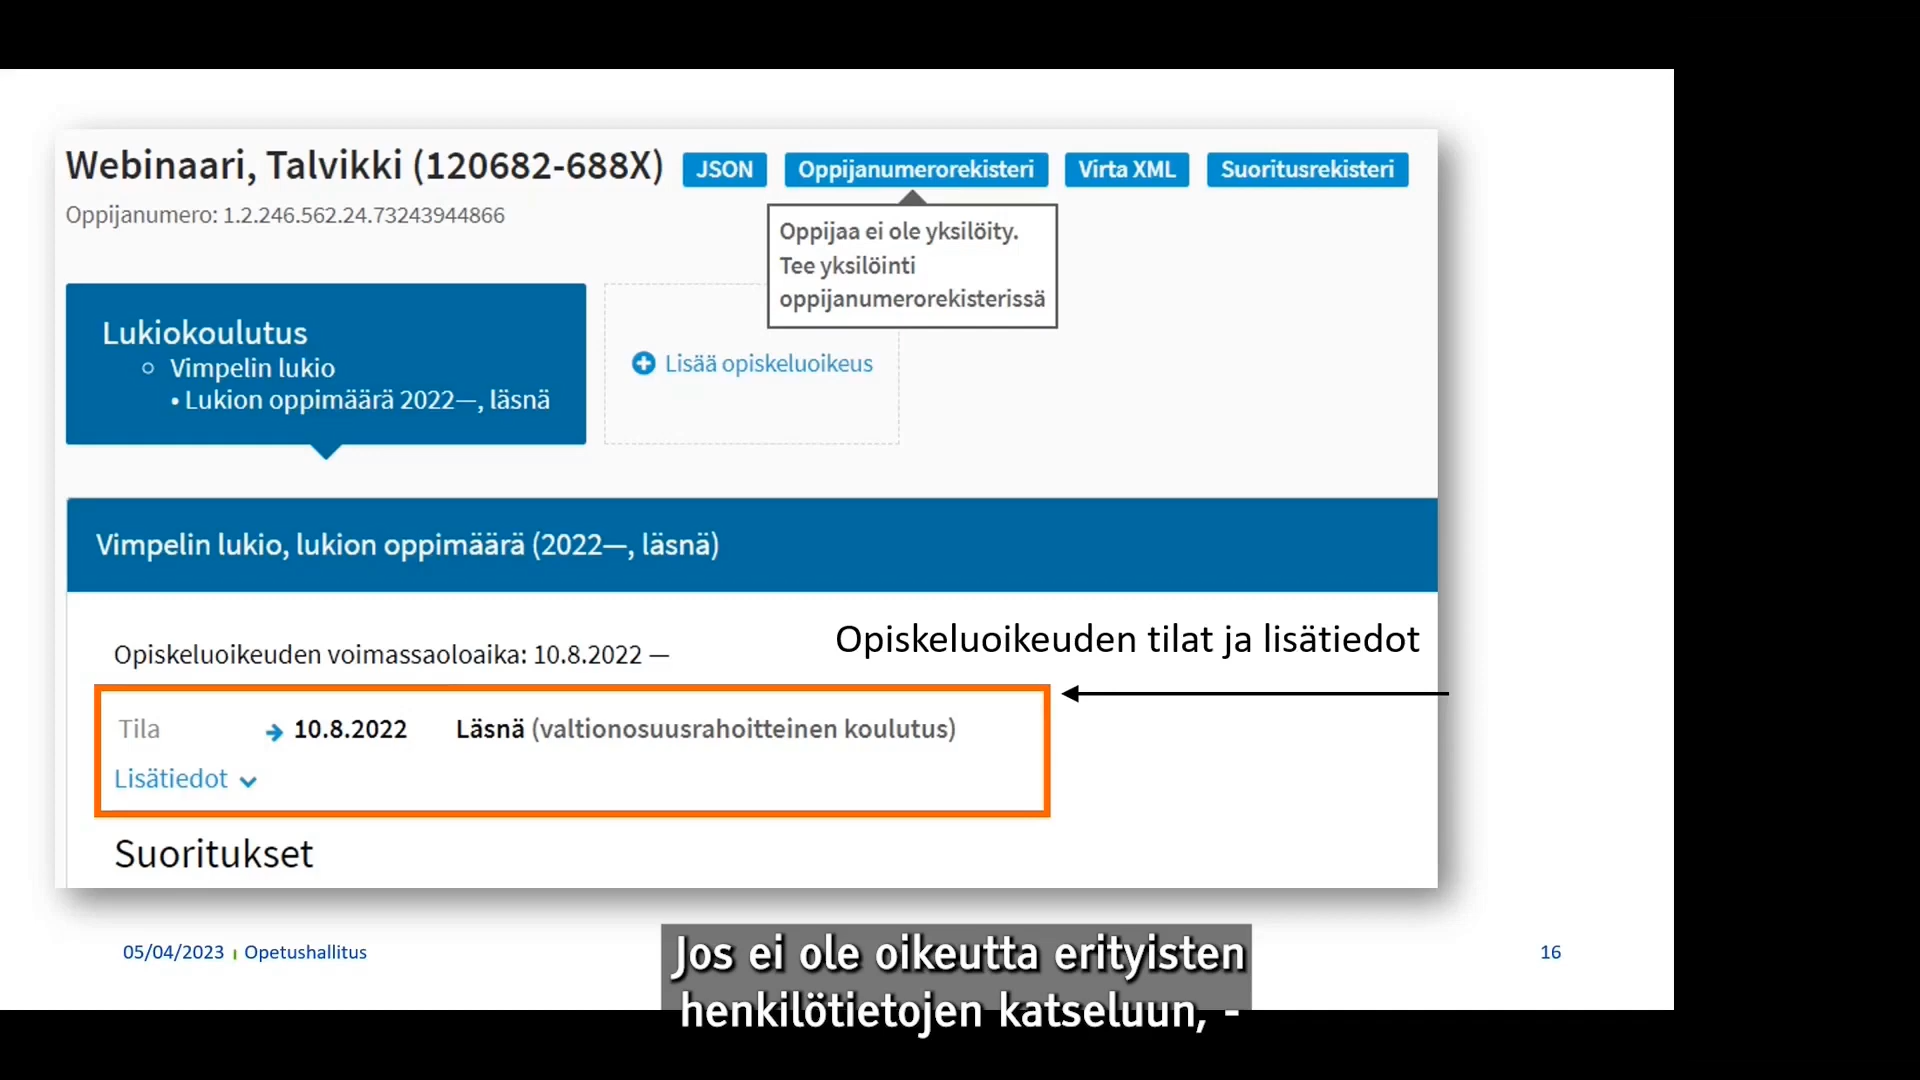 Webinaari, Talvikki (120682-688X)
JSON
Oppijanumerorekisteri
Virta XML
Suoritusrekisteri
Oppijanumero: 1.2.246.562.24.73243944866
Oppijaa ei ole yksilöity.
Tee yksilöinti
oppijanumerorekisterissä
Lukiokoulutus
Vimpelin lukio
• Lukion oppimäärä 2022—, läsnä
Lisää opiskeluoikeus
Vimpelin lukio, lukion oppimäärä (2022—, läsnä)
Opiskeluoikeuden tilat ja lisätiedot
Opiskeluoikeuden voimassaoloaika: 10.8.2022 —
Tila 10.8.2022 Läsnä (valtionosuusrahoitteinen koulutus)
Lisätiedot
Suoritukset
05/04/2023 Opetushallitus
16
Jos ei ole oikeutta erityisten
henkilötietojen katseluun, -